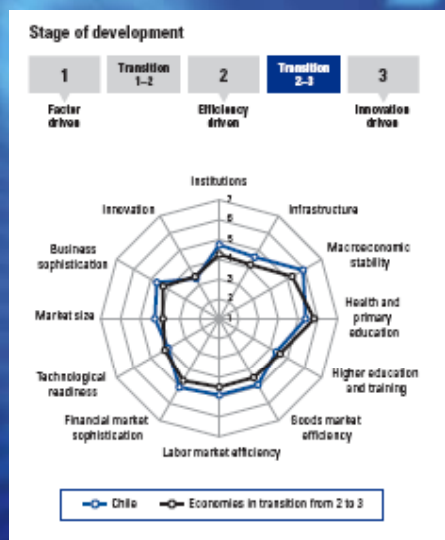 Stage of development
1
Transition
1–2
2
Transition
2–3
3
Factor
driven
Efficiency
driven
Innovation
driven
Institutions
Innovation
Infrastructure
Business
sophistication
Macroeconomic
stability
Market size
Health and
primary
education
Technological
readiness
Higher education
and training
Financial market
sophistication
Goods market
efficiency
Labor market efficiency
7
6
5
4
3
2
1
Chile
Economies in transition from 2 to 3